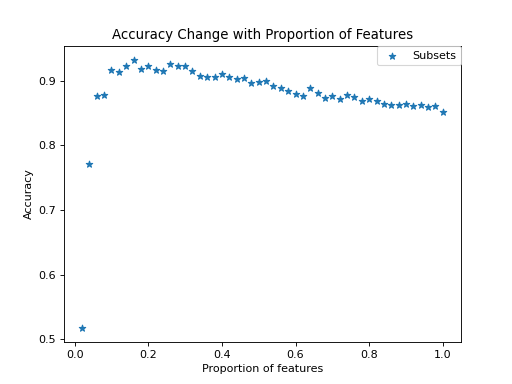 Accuracy Change with Proportion of Features
Subsets
0.9
0.8
0.7
0.6
0.5
Accuracy
0.0 0.2 0.4 0.6 0.8 1.0
Proportion of features